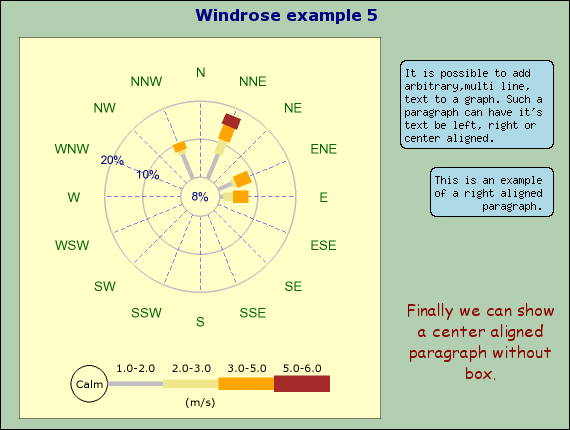 Windrose example 5
N
NNW
NNE
NW
NE
WNW
ENE
20%
10%
W
8%
E
WSW
ESE
SW
SE
SSW
SSE
S
Calm
1.0-2.0
2.0-3.0
3.0-5.0
5.0-6.0
(m/s)
It is possible to add
arbitrary,multi line,
text to a graph. Such a
paragraph can have it's
text be left, right or
center aligned.
This is an example
of a right aligned
paragraph.
Finally we can show
a center aligned
paragraph without
box.